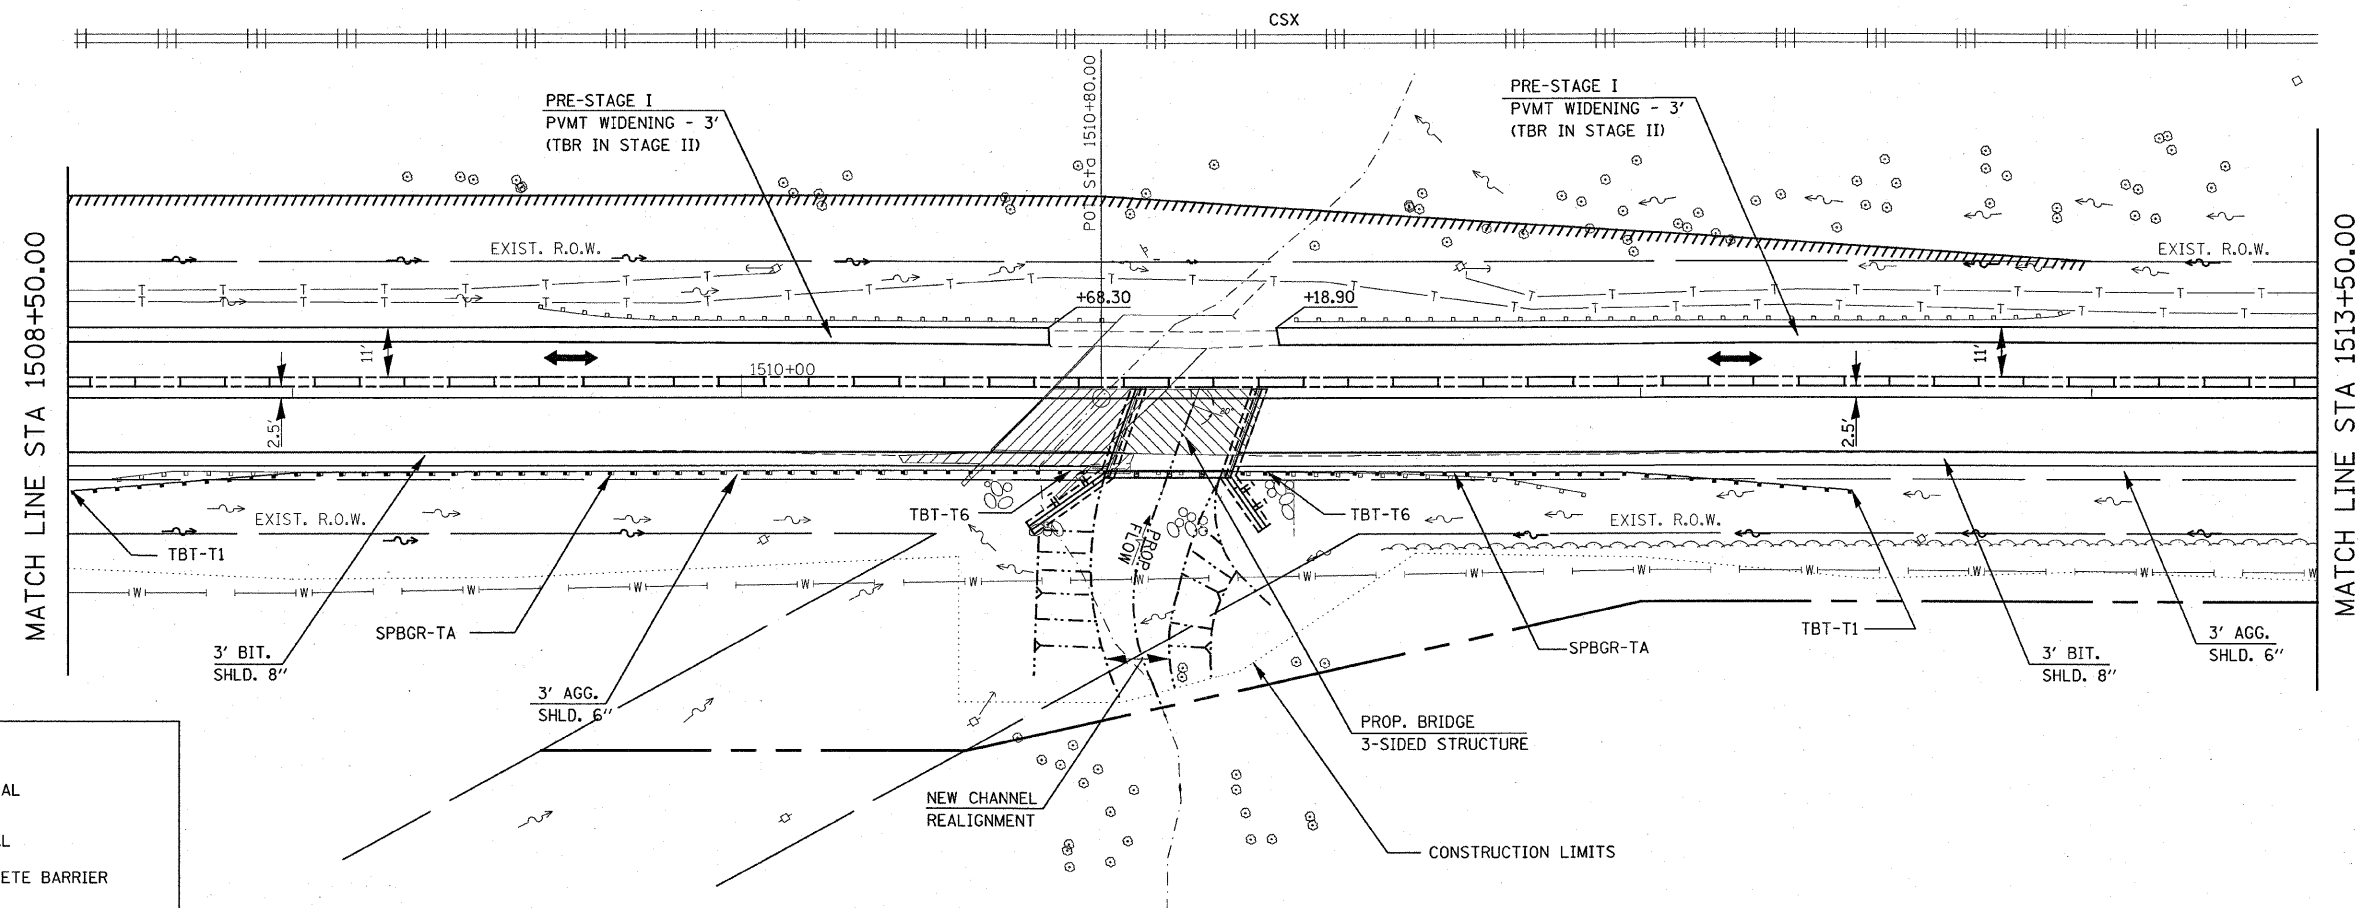 CSX
POT Sta 1510+80.00
PRE-STAGE I
PVMT WIDENING - 3'
(TBR IN STAGE II)
PRE-STAGE I
PVMT WIDENING - 3'
(TBR IN STAGE II)
MATCH LINE STA 1508+50.00
MATCH LINE STA 1513+50.00
EXIST. R.O.W.
EXIST. R.O.W.
+68.30
+18.90
11'
11'
1510+00
2.5'
2.5'
20°
EXIST. R.O.W.
EXIST. R.O.W.
TBT-T6
TBT-T6
TBT-T1
PROP.
FLOW
SPBGR-TA
3' BIT.
SHLD. 8"
3' AGG.
SHLD. 6"
SPBGR-TA
TBT-T1
3' BIT.
SHLD. 8"
3' AGG.
SHLD. 6"
PROP. BRIDGE
3-SIDED STRUCTURE
NEW CHANNEL
REALIGNMENT
CONSTRUCTION LIMITS
AL
L
ETE BARRIER
T T T T T T T T T T T T
W W W W W W W W W W W W W W